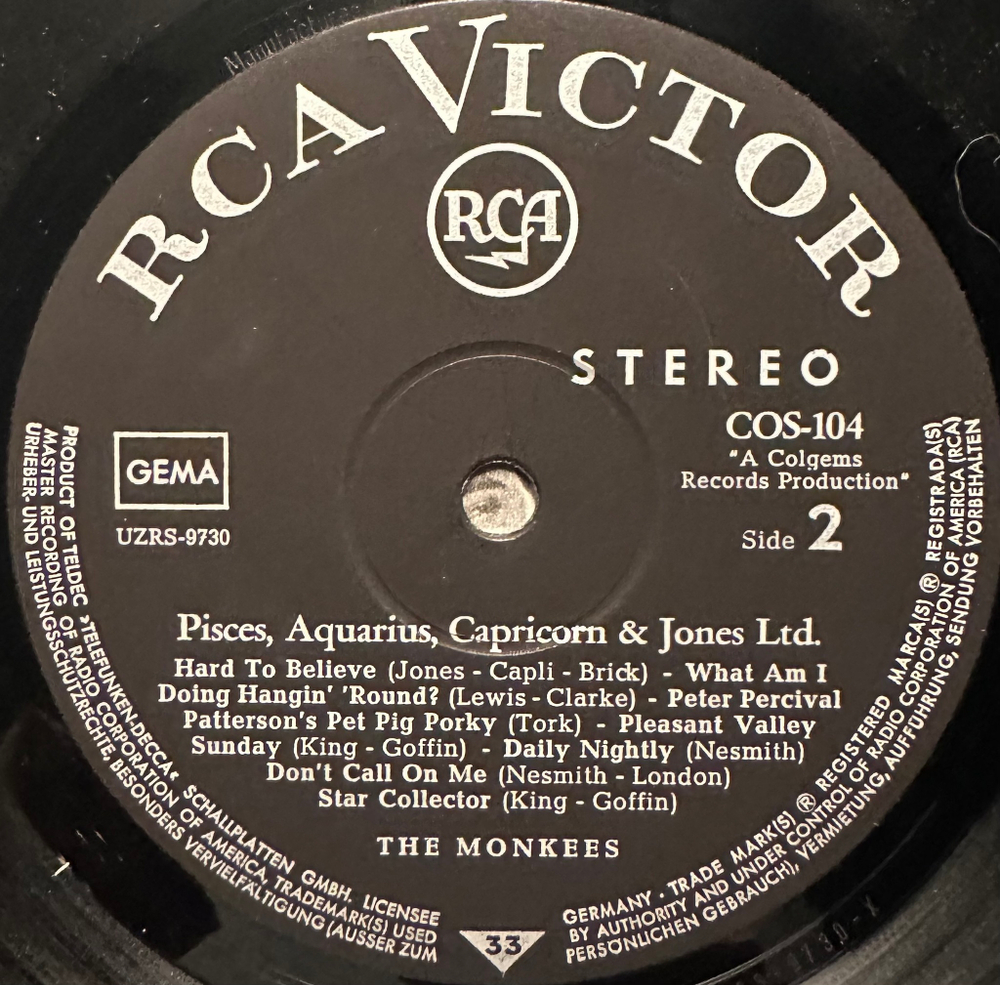 Manufactured
RCA VICTOR
RCA
STEREO
COS-104
"A Colgems
Records Production"
Side 2
GEMA
UZRS-9730
Pisces, Aquarius, Capricorn & Jones Ltd.
Hard To Believe (Jones - Capli - Brick) - What Am I
Doing Hangin' 'Round? (Lewis - Clarke) - Peter Percival
Patterson's Pet Pig Porky (Tork) - Pleasant Valley
Sunday (King - Goffin) - Daily Nightly (Nesmith)
Don't Call On Me (Nesmith - London)
Star Collector (King - Goffin)
THE MONKEES
PRODUCT OF TELDEC »TELEFUNKEN-DECCA« SCHALLPLATTEN GMBH. LICENSEE
MASTER RECORDING OF RADIO CORPORATION OF AMERICA, TRADEMARK(S) USED
URHEBER- UND LEISTUNGSSCHUTZRECHTE, BESONDERS VERVIELFÄLTIGUNG (AUSSER ZUM
33
GERMANY · TRADE MARK(S) ® REGISTERED MARCA(S) ® REGISTRADA(S)
BY AUTHORITY AND UNDER CONTROL OF RADIO CORPORATION OF AMERICA (RCA)
PERSÖNLICHEN GEBRAUCH), VERMIETUNG, AUFFÜHRUNG, SENDUNG VORBEHALTEN